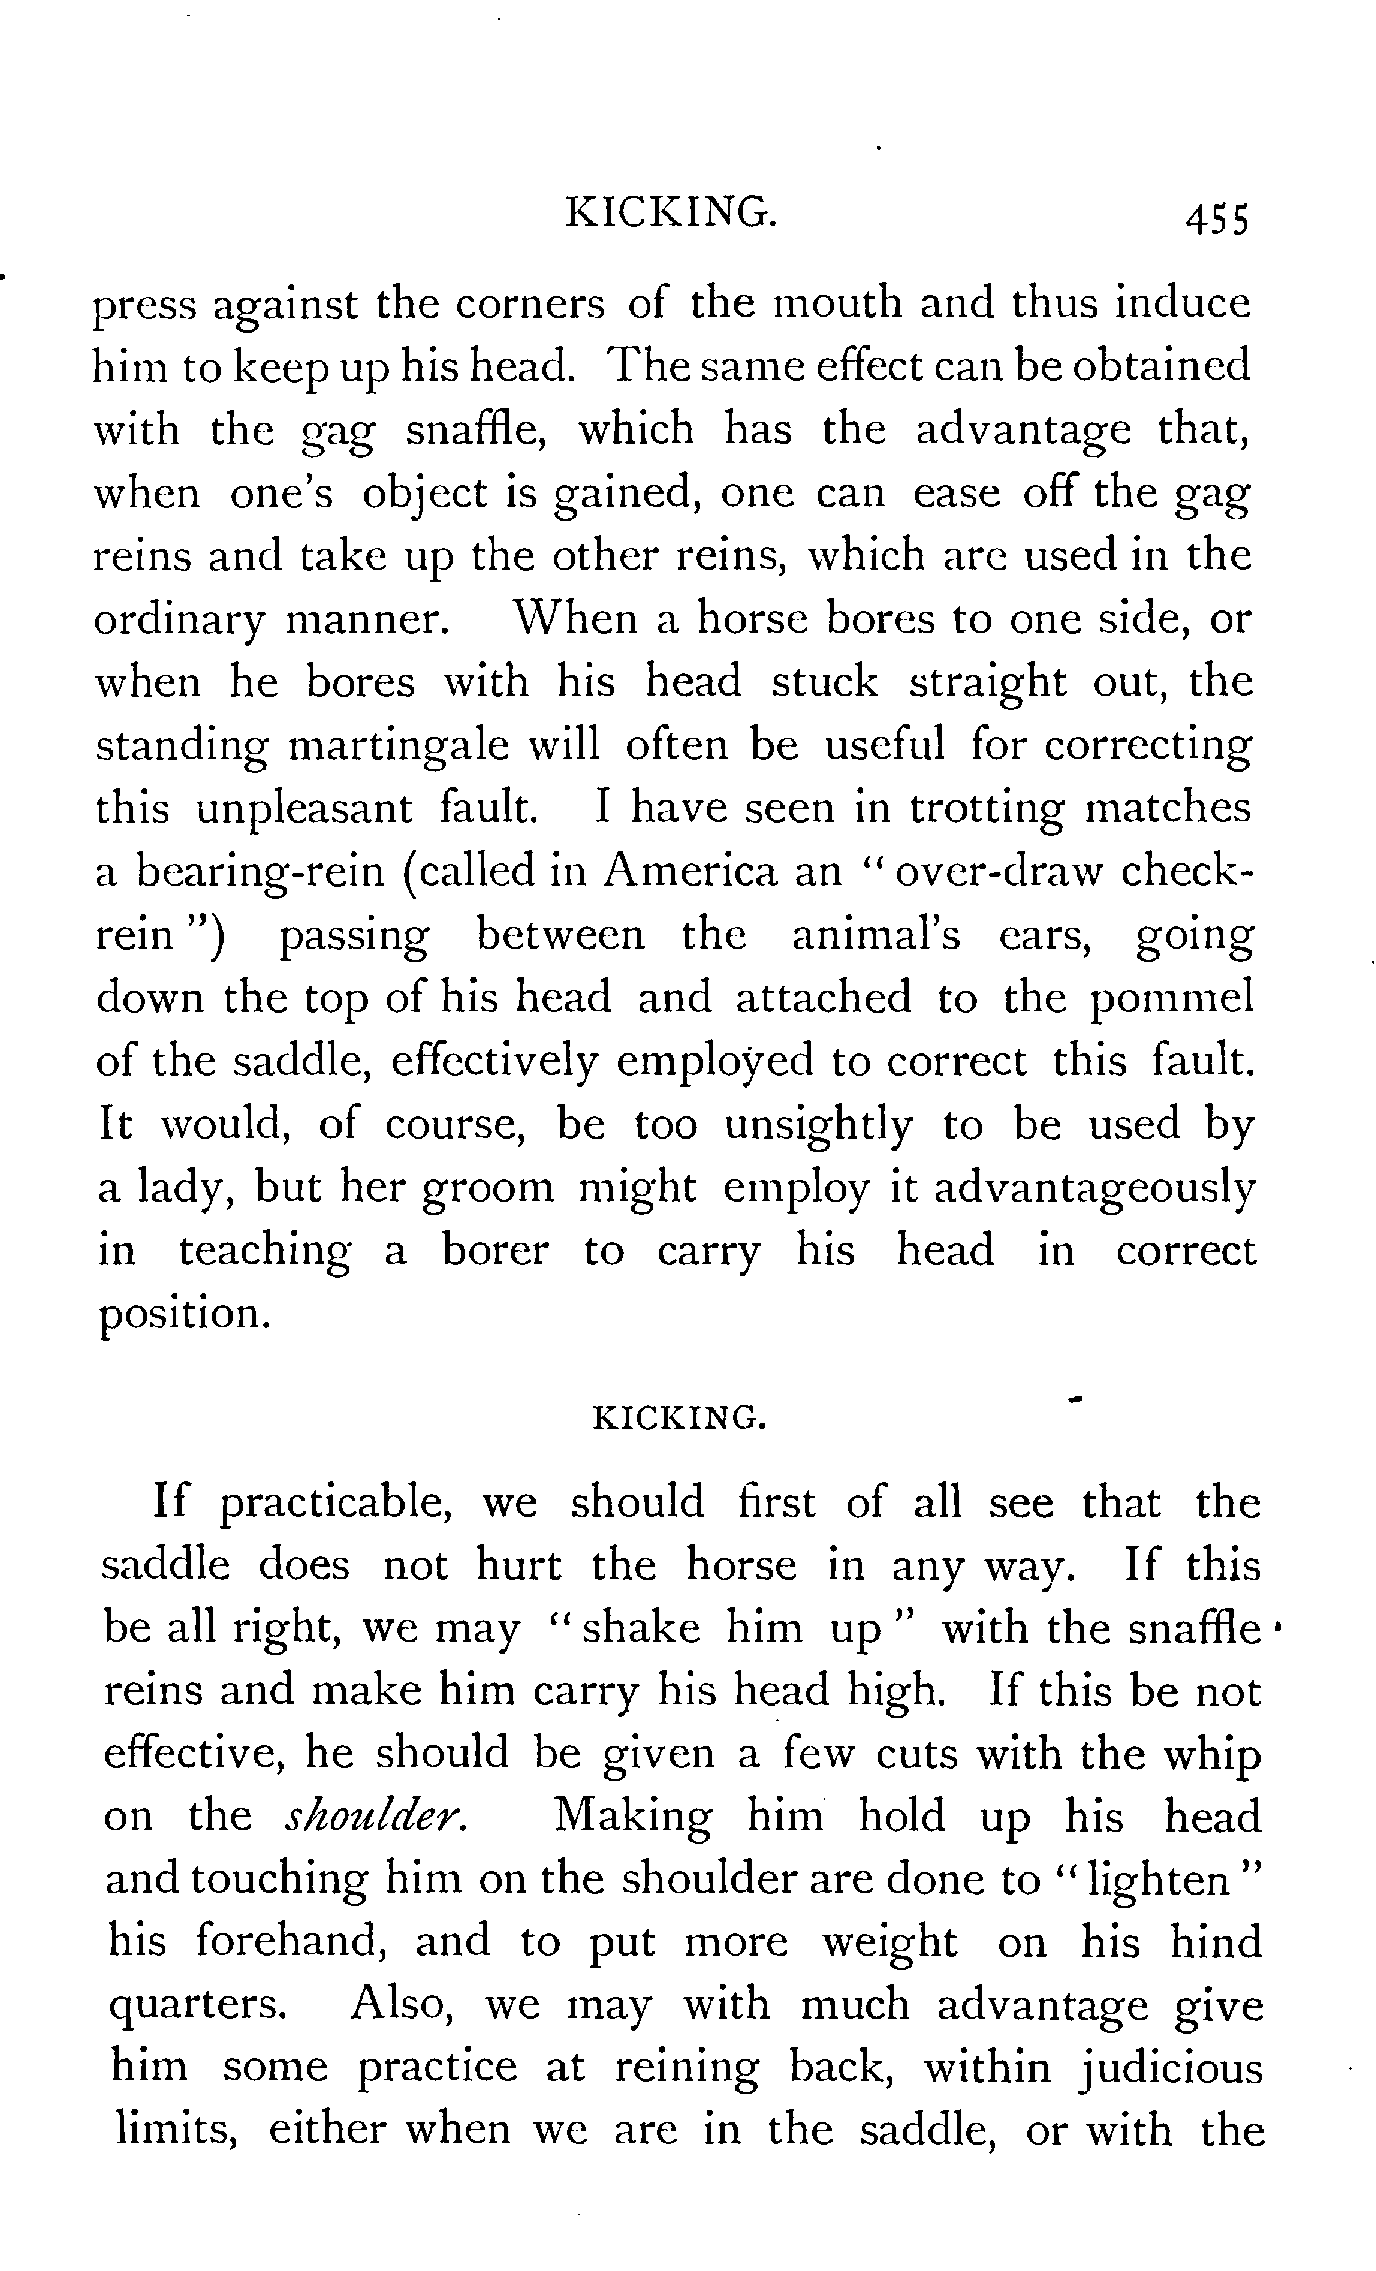 KICKING. 455
press against the corners of the mouth and thus induce
him to keep up his head. The same effect can be obtained
with the gag snaffle, which has the advantage that,
when one's object is gained, one can ease off the gag
reins and take up the other reins, which are used in the
ordinary manner. When a horse bores to one side, or
when he bores with his head stuck straight out, the
standing martingale will often be useful for correcting
this unpleasant fault. I have seen in trotting matches
a bearing-rein (called in America an " over-draw check-
rein ") passing between the animal's ears, going
down the top of his head and attached to the pommel
of the saddle, effectively employed to correct this fault.
It would, of course, be too unsightly to be used by
a lady, but her groom might employ it advantageously
in teaching a borer to carry his head in correct
position.
KICKING.
If practicable, we should first of all see that the
saddle does not hurt the horse in any way. If this
be all right, we may " shake him up " with the snaffle
reins and make him carry his head high. If this be not
effective, he should be given a few cuts with the whip
on the shoulder. Making him hold up his head
and touching him on the shoulder are done to " lighten "
his forehand, and to put more weight on his hind
quarters. Also, we may with much advantage give
him some practice at reining back, within judicious
limits, either when we are in the saddle, or with the